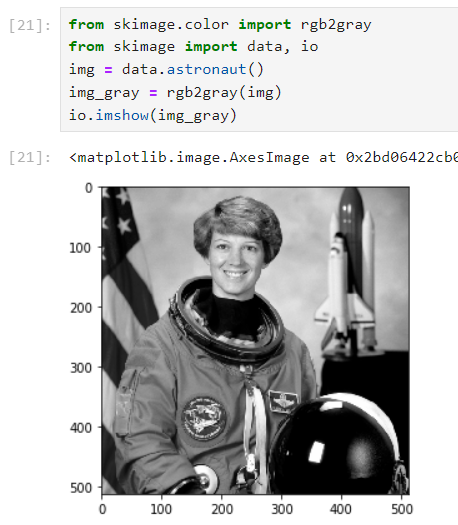 [21]: from skimage.color import rgb2gray
from skimage import data, io
img = data.astronaut()
img_gray = rgb2gray(img)
io.imshow(img_gray)
[21]: <matplotlib.image.AxesImage at 0x2bd06422cb0
0
100
200
300
400
500
0 100 200 300 400 500